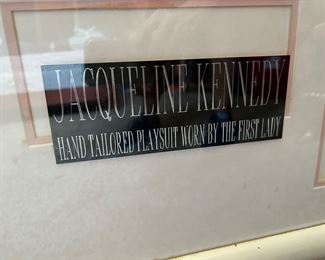 JACQUELINE KENNEDY
HAND TAILORED PLAYSUIT WORN BY THE FIRST LADY